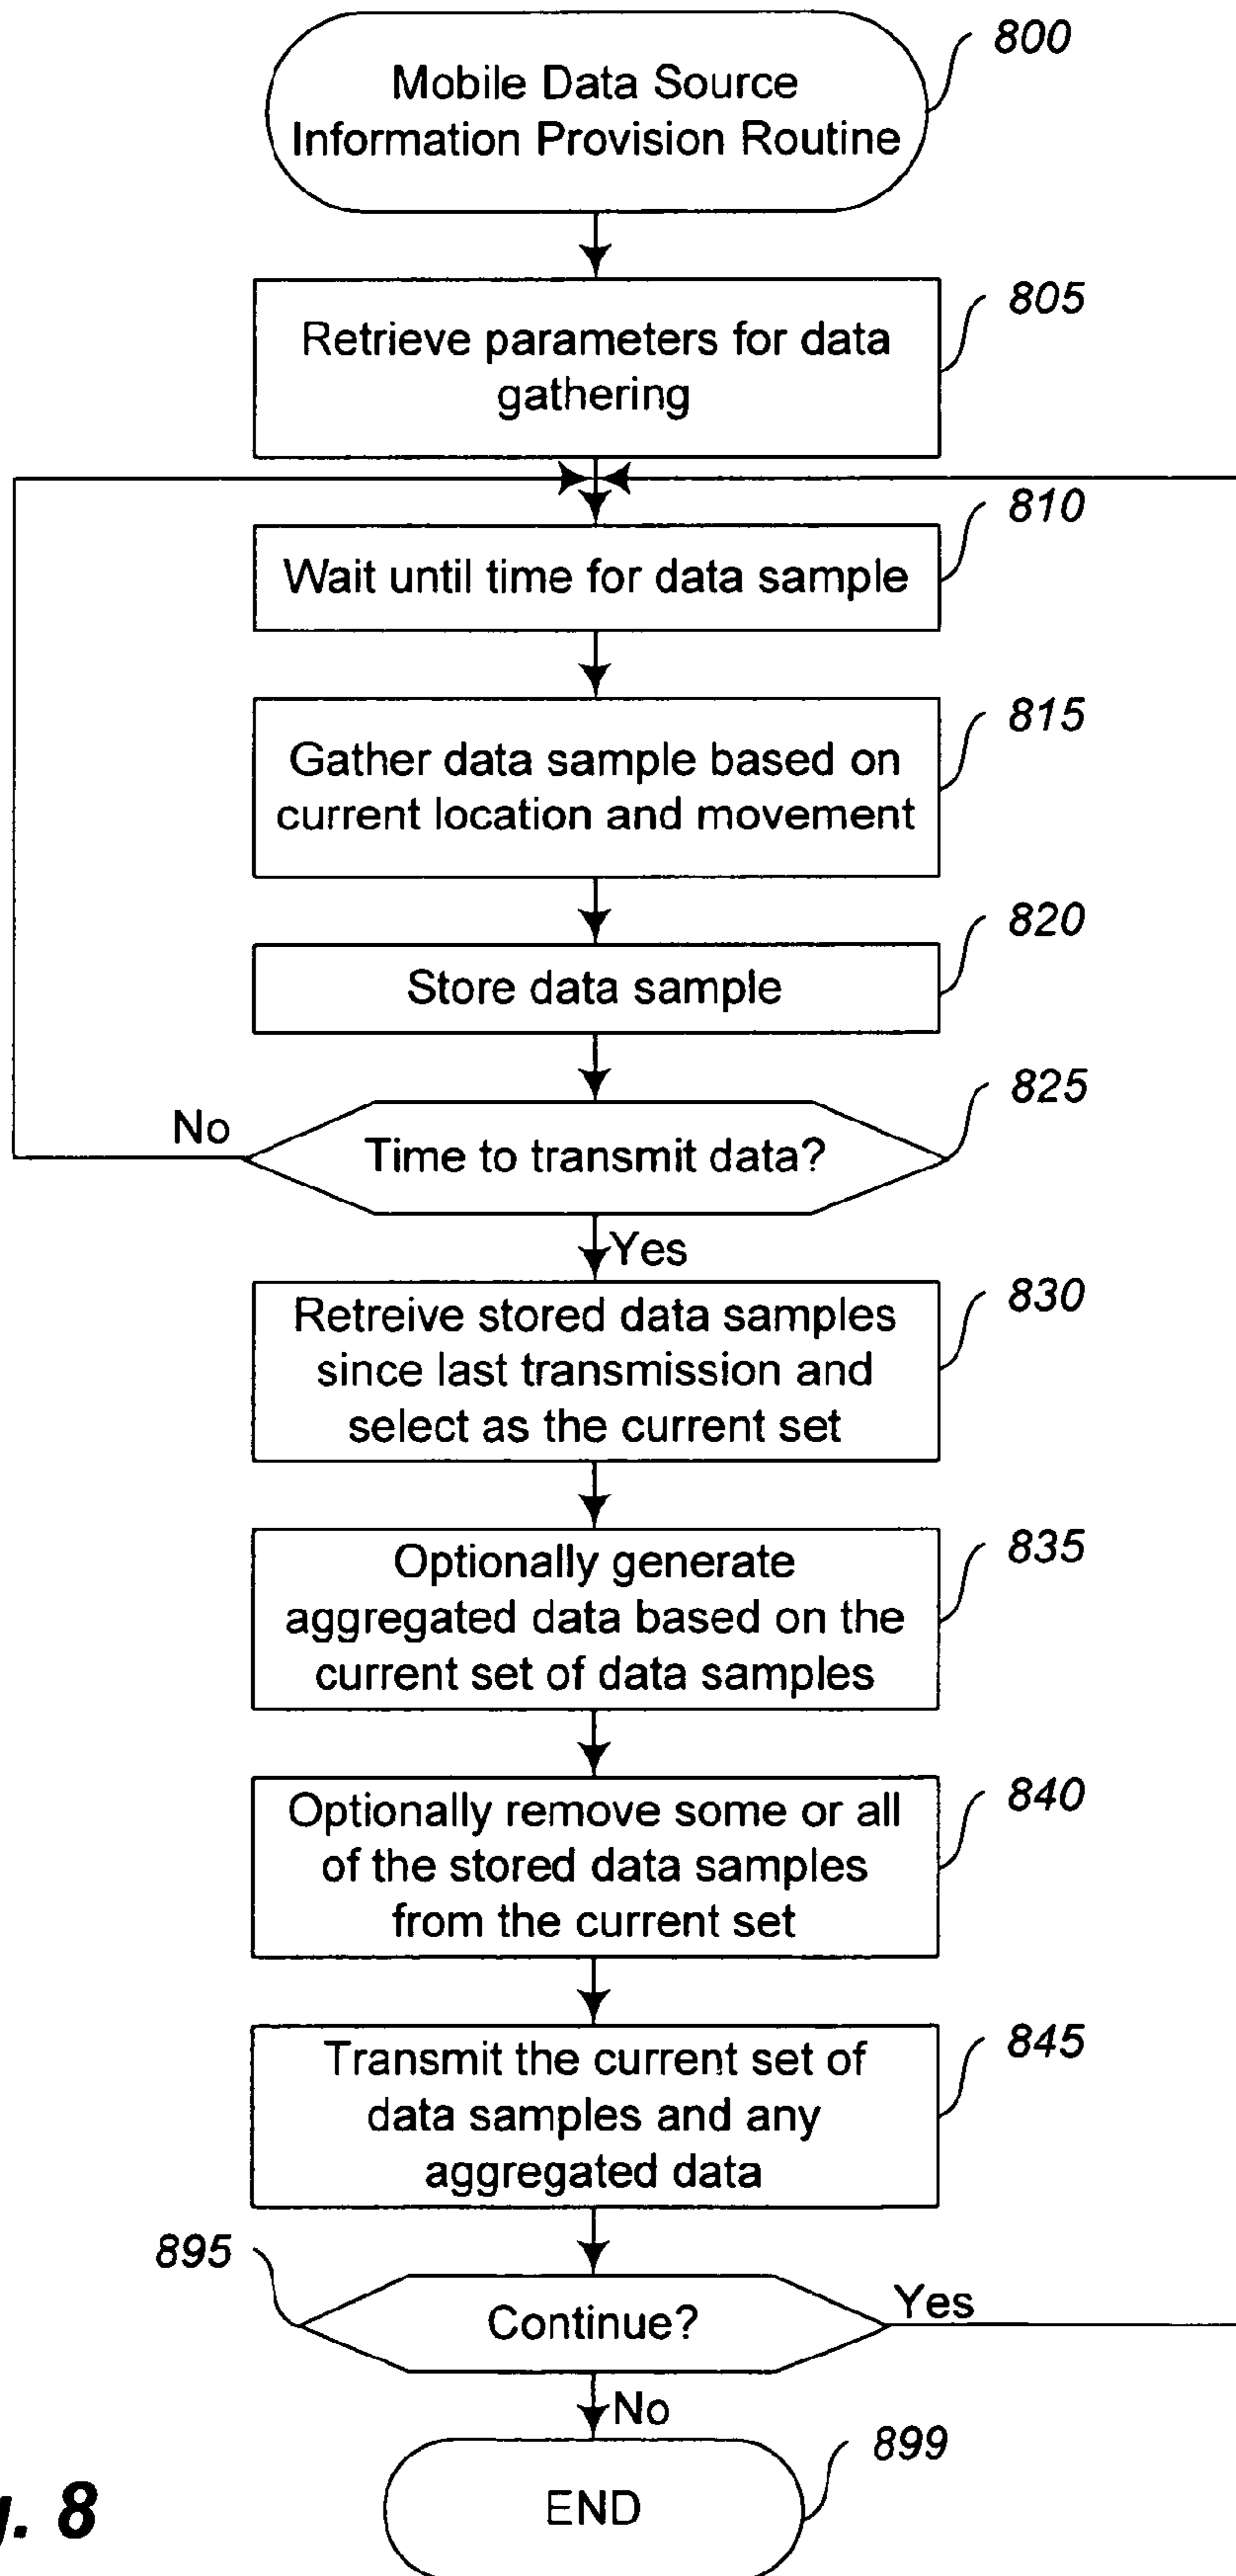 800
Mobile Data Source
Information Provision Routine
805
Retrieve parameters for data
gathering
810
Wait until time for data sample
815
Gather data sample based on
current location and movement
820
Store data sample
825
No
Time to transmit data?
Yes
830
Retreive stored data samples
since last transmission and
select as the current set
835
Optionally generate
aggregated data based on the
current set of data samples
840
Optionally remove some or all
of the stored data samples
from the current set
845
Transmit the current set of
data samples and any
aggregated data
895
Continue?
Yes
No
899
END
8